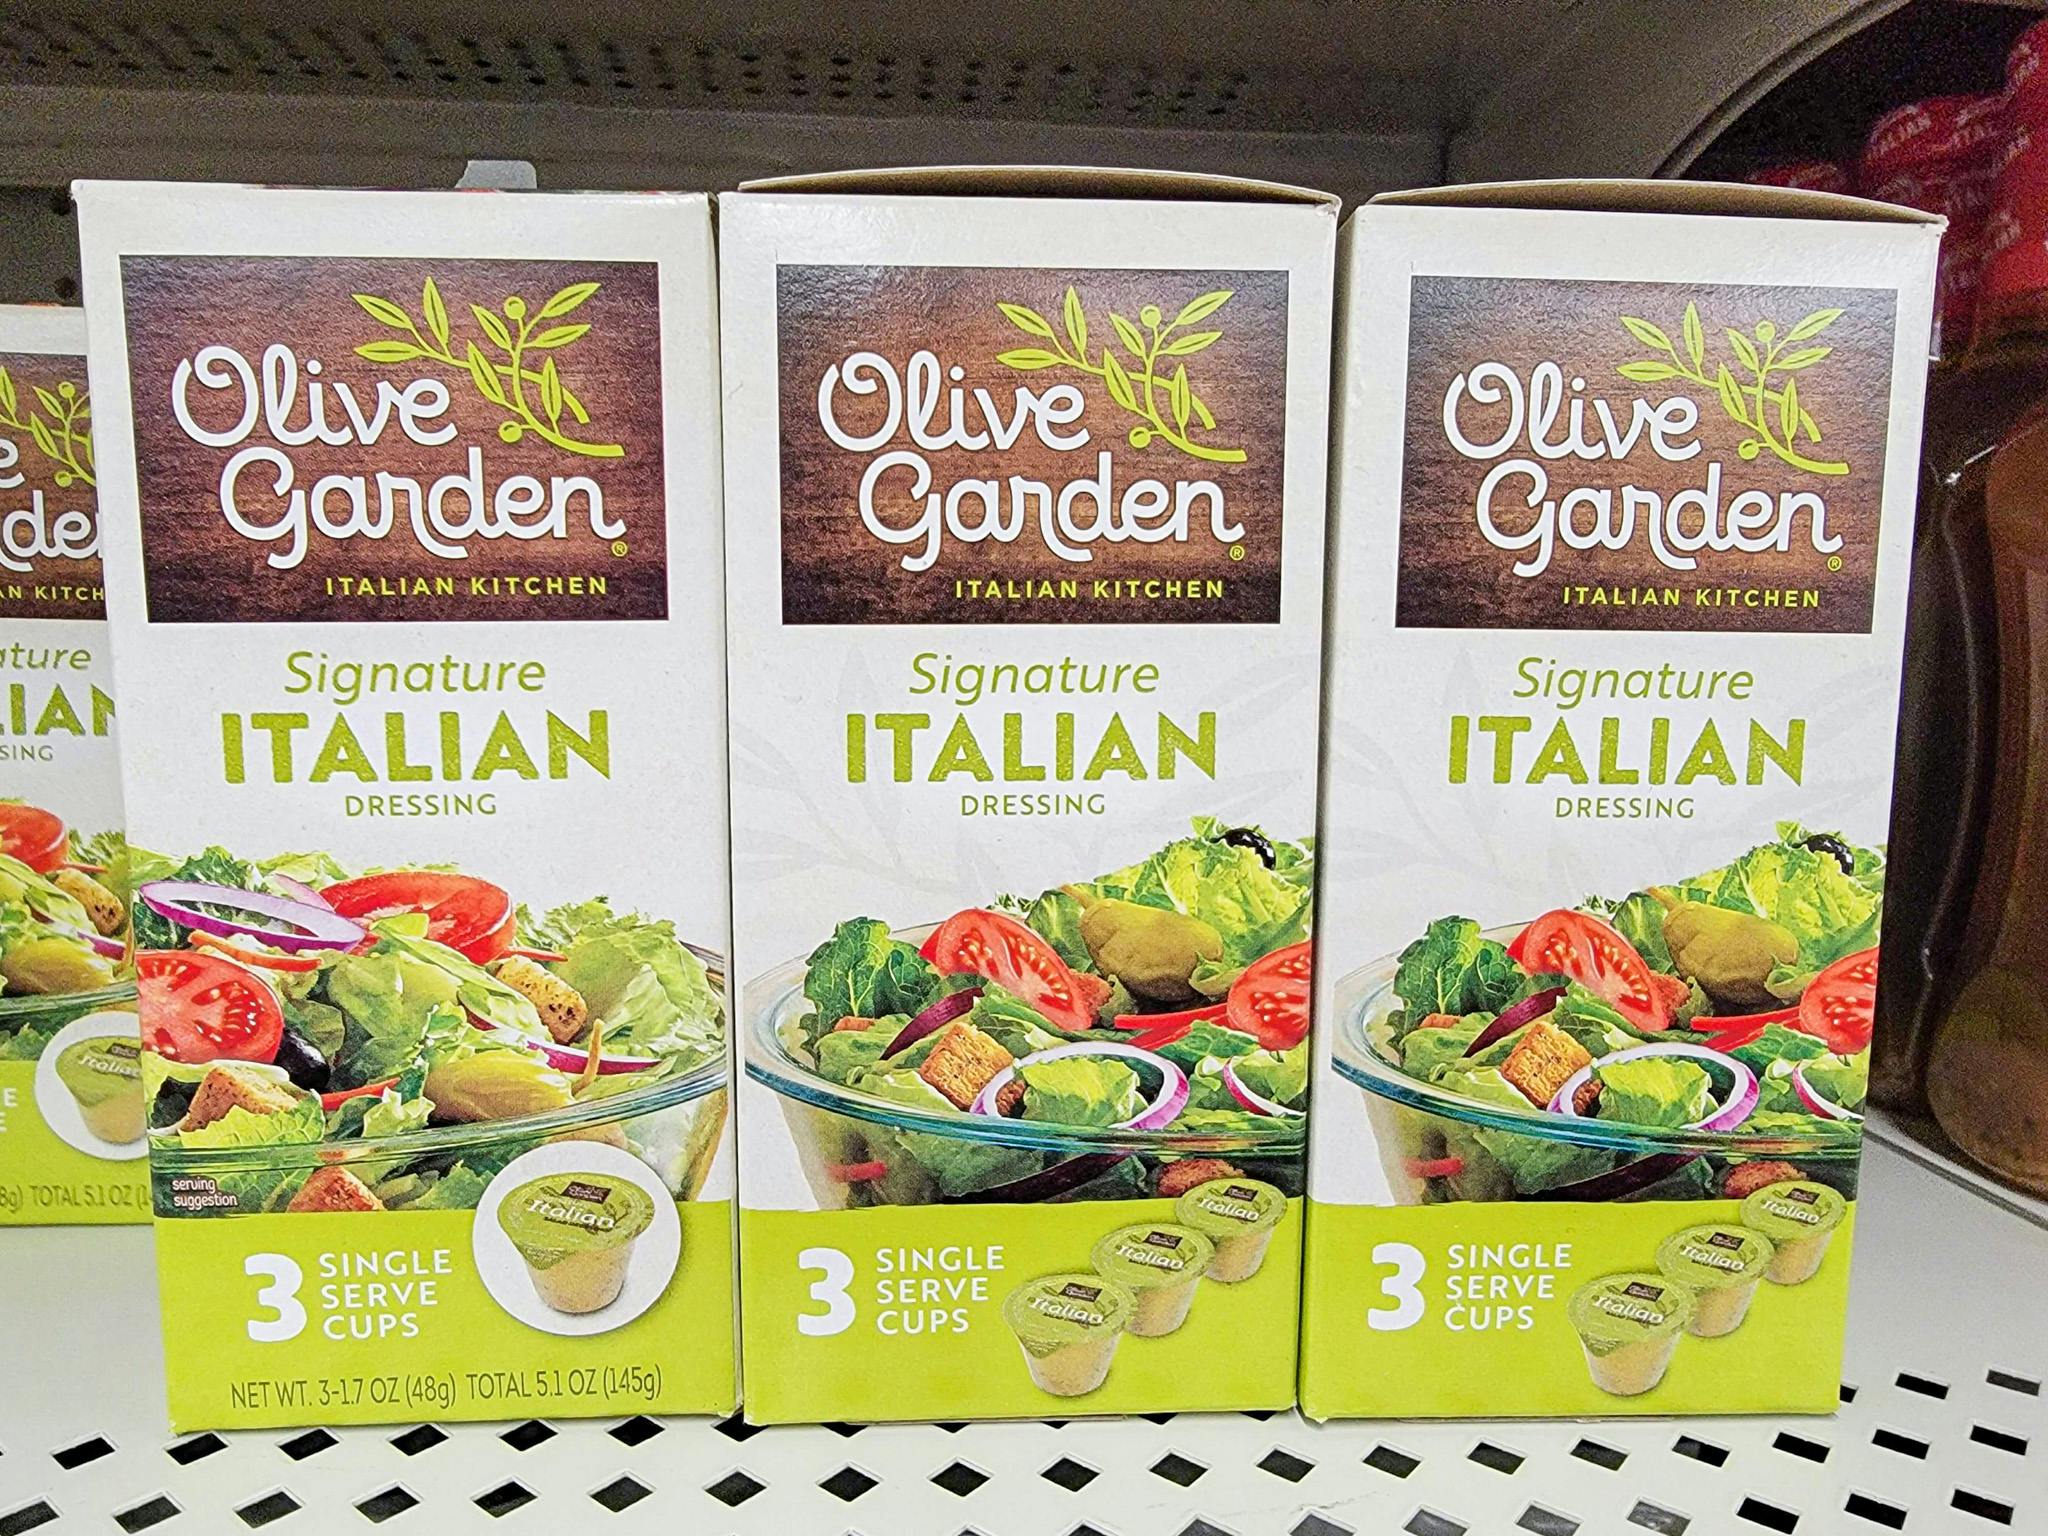 Olive
Garden®
ITALIAN KITCHEN
Signature
ITALIAN
DRESSING
serving
suggestion
Italian
3 SINGLE
SERVE
CUPS
NET WT. 3-1.7 OZ (48g) TOTAL 5.1 OZ (145g)
Olive
Garden®
ITALIAN KITCHEN
Signature
ITALIAN
DRESSING
3 SINGLE
SERVE
CUPS
Italian
Italian
Italian
Olive
Garden®
ITALIAN KITCHEN
Signature
ITALIAN
DRESSING
3 SINGLE
SERVE
CUPS
Italian
Italian
Italian